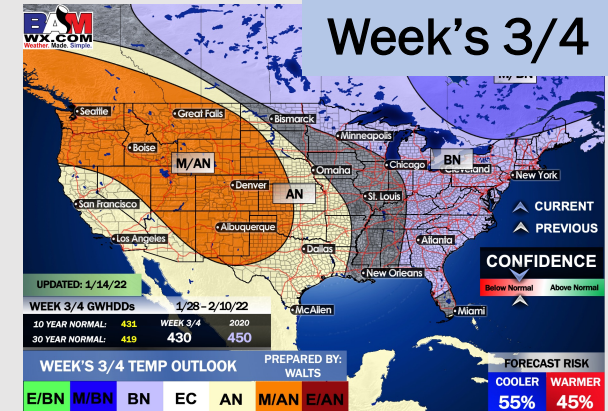 BAM
WX.COM
Weather. Made. Simple.
Week's 3/4
M/BN
Seattle
Great Falls
Bismarck
Minneapolis
Boise
M/AN
Omaha
Chicago
BN
Cleveland
New York
Denver
AN
St. Louis
San Francisco
Albuquerque
Atlanta
Los Angeles
Dallas
New Orleans
McAllen
Miami
CURRENT
PREVIOUS
CONFIDENCE
Below Normal Above Normal
UPDATED: 1/14/22
WEEK 3/4 GWHDDs 1/28–2/10/22
10 YEAR NORMAL: 431 WEEK 3/4 2020
30 YEAR NORMAL: 419 430 450
WEEK'S 3/4 TEMP OUTLOOK
PREPARED BY:
WALTS
E/BN M/BN BN EC AN M/AN E/AN
FORECAST RISK
COOLER WARMER
55% 45%